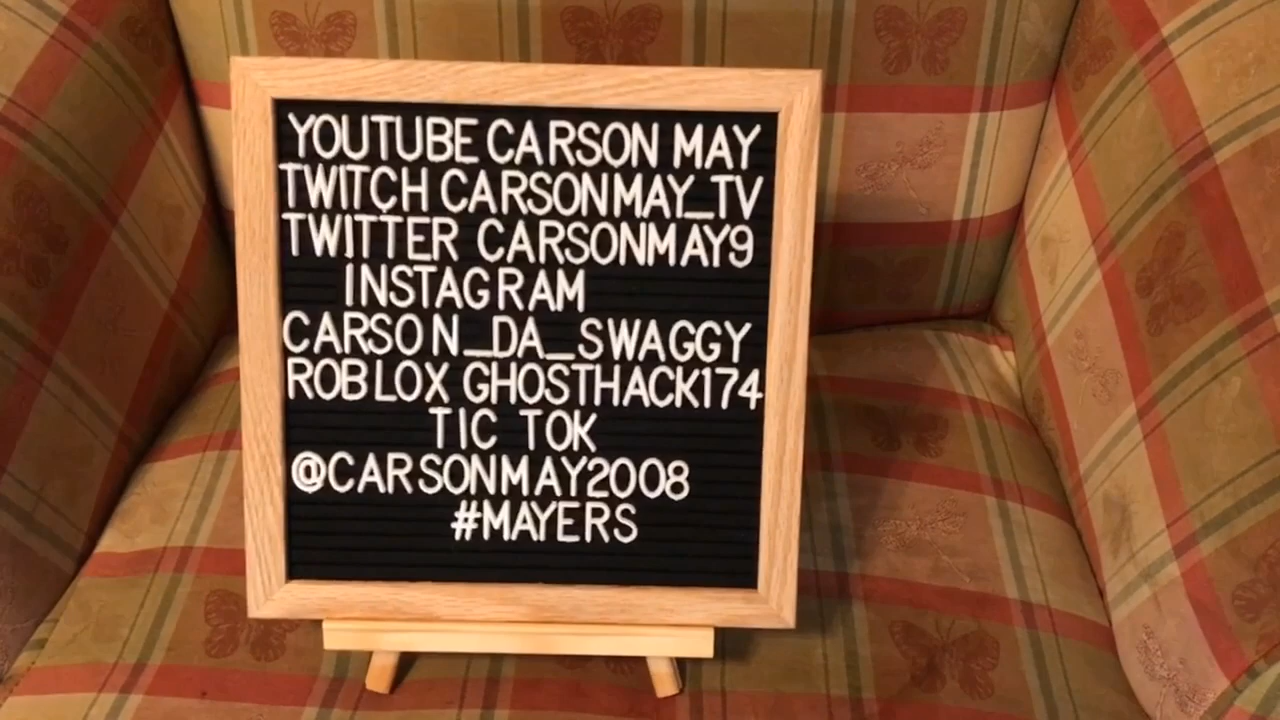 YOUTUBE CARSON MAY
TWITCH CARSONMAY_TV
TWITTER CARSONMAY9
INSTAGRAM
CARSON_DA_SWAGGY
ROBLOX GHOSTHACK174
TIC TOK
@CARSONMAY2008
#MAYERS